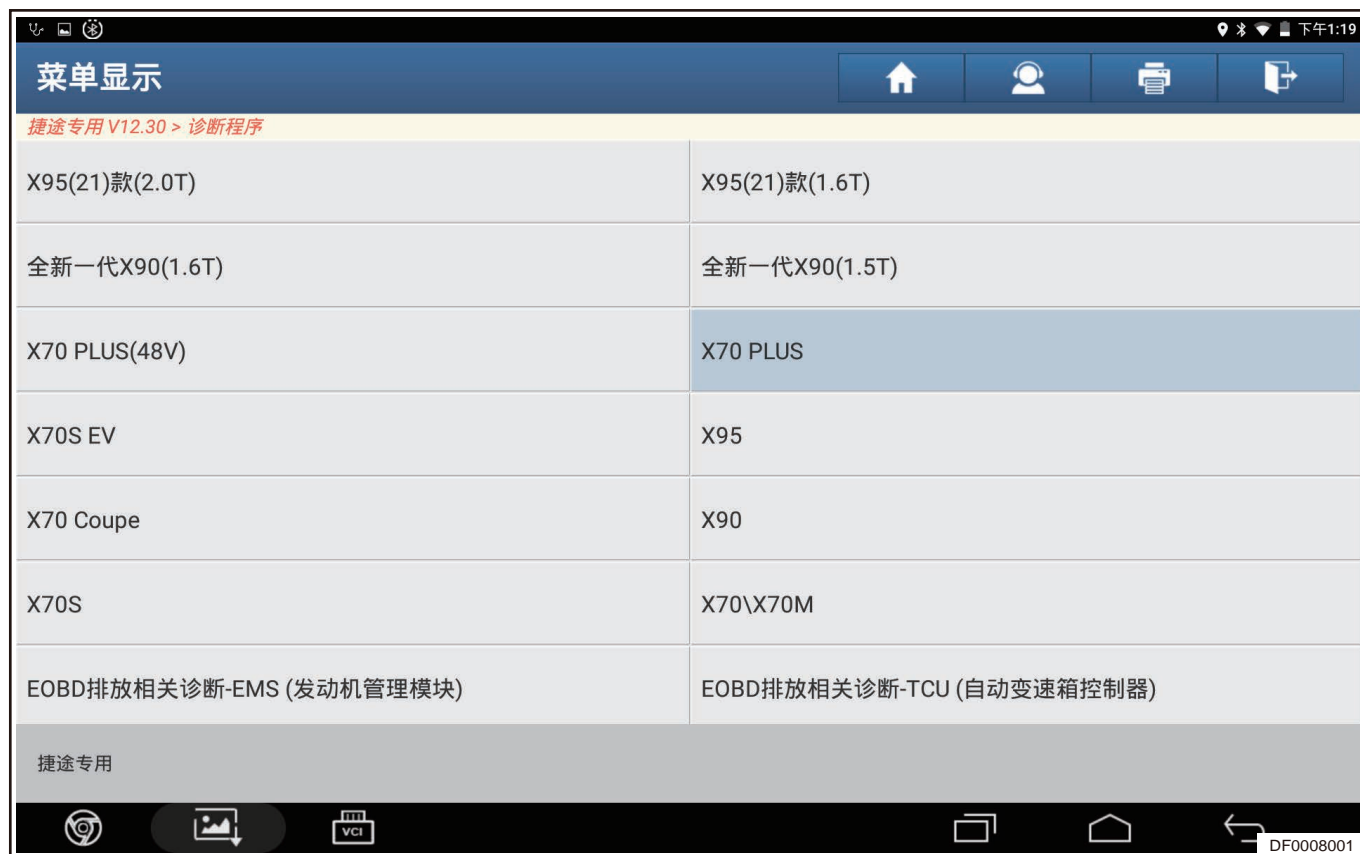 下午1:19
菜单显示
捷途专用 V12.30 > 诊断程序
X95(21)款(2.0T)
X95(21)款(1.6T)
全新一代X90(1.6T)
全新一代X90(1.5T)
X70 PLUS(48V)
X70 PLUS
X70S EV
X95
X70 Coupe
X90
X70S
X70\X70M
EOBD排放相关诊断-EMS (发动机管理模块)
EOBD排放相关诊断-TCU (自动变速箱控制器)
捷途专用
VCI
DF0008001